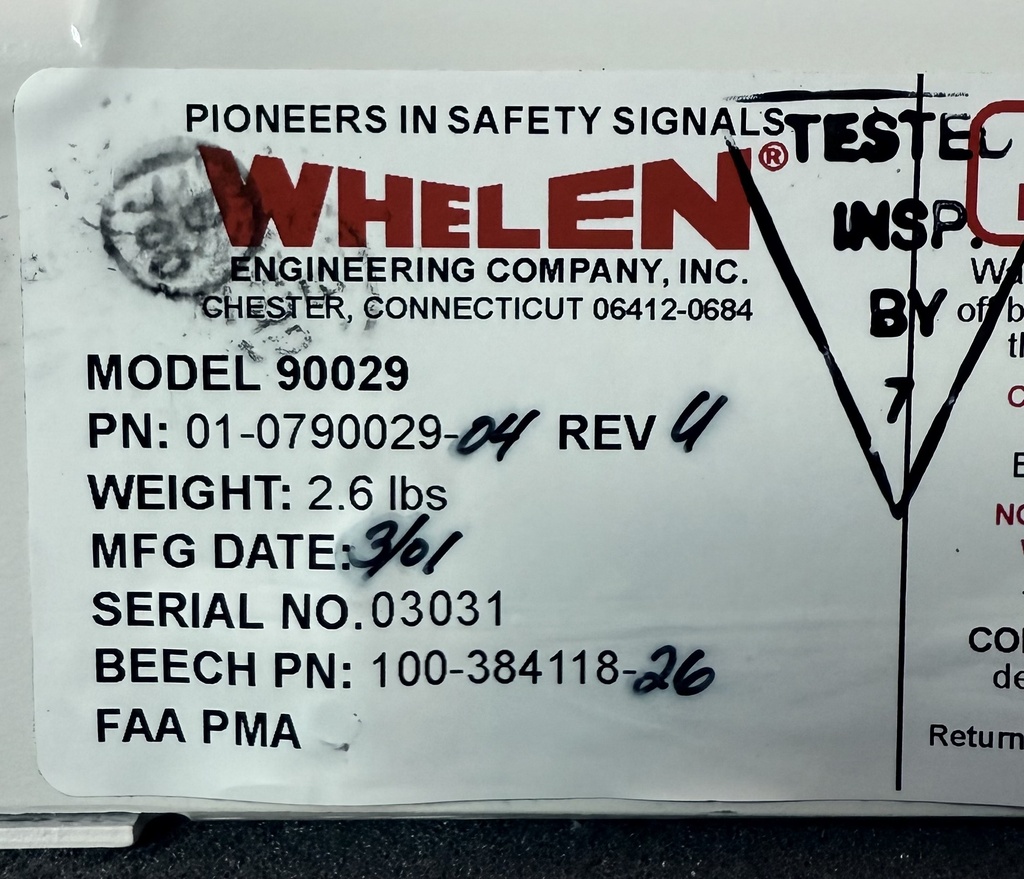 PIONEERS IN SAFETY SIGNALS
WHELEN®
ENGINEERING COMPANY, INC.
CHESTER, CONNECTICUT 06412-0684
MODEL 90029
PN: 01-0790029-04 REV U
WEIGHT: 2.6 lbs
MFG DATE: 3/01
SERIAL NO. 03031
BEECH PN: 100-384118-26
FAA PMA
TESTED
INSP.
BY
7
of
Return